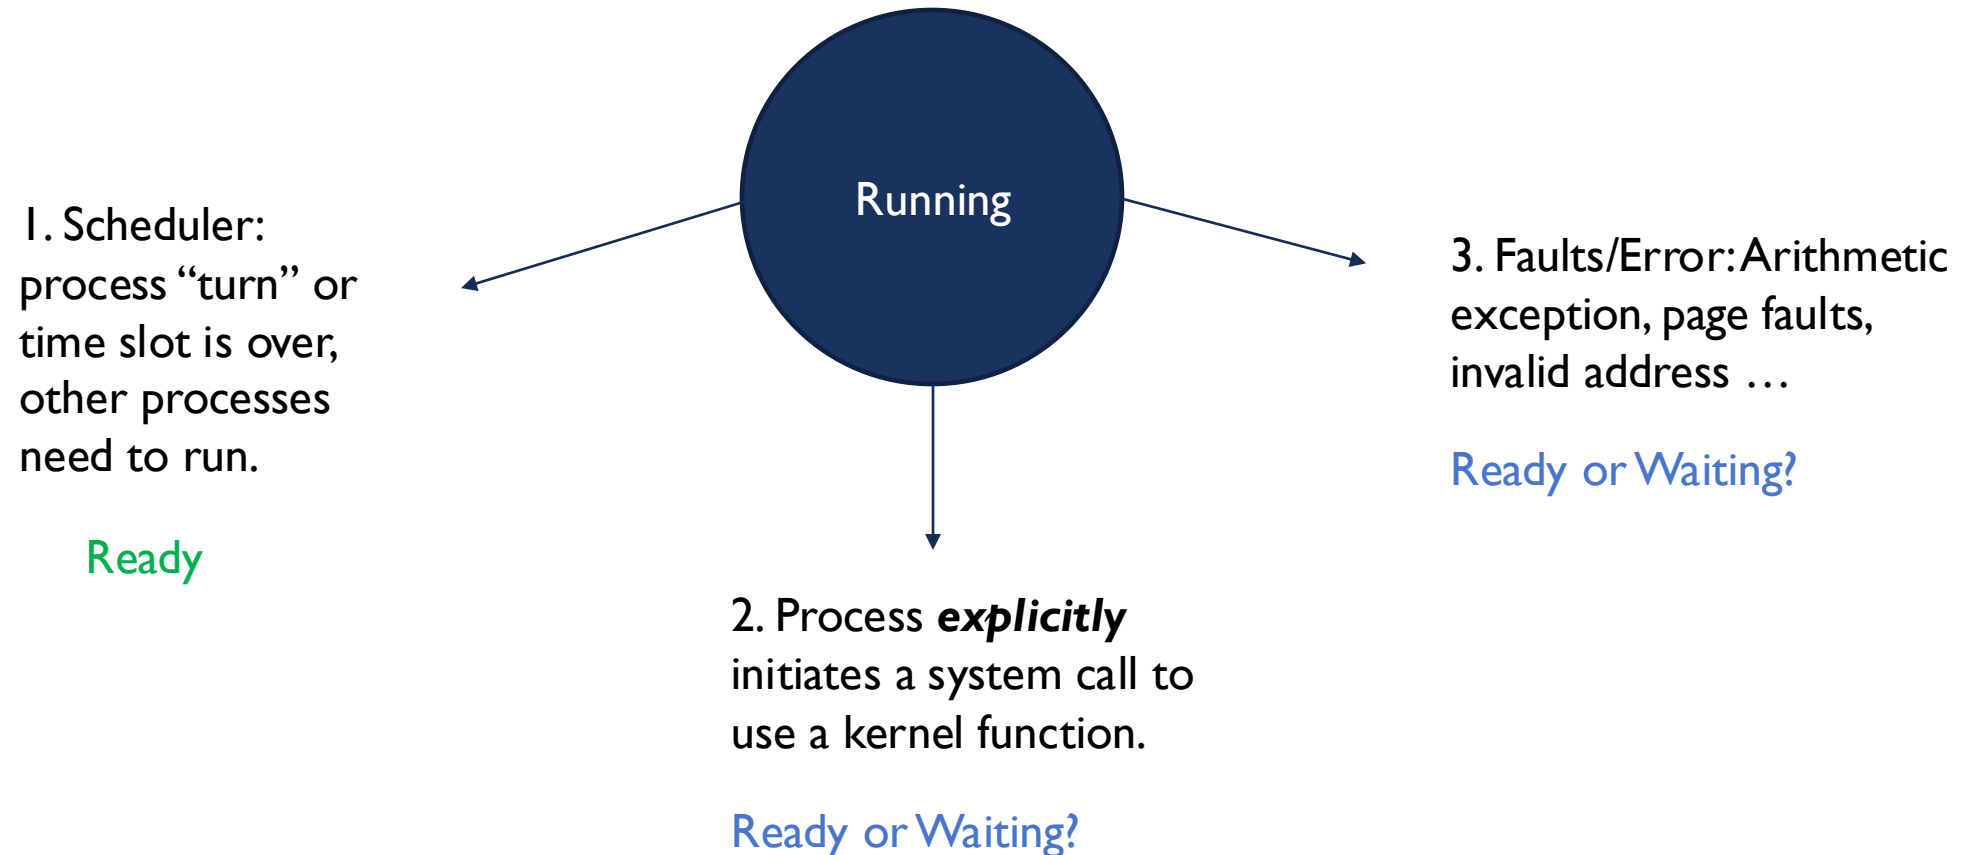 Running
1. Scheduler:
process “turn” or
time slot is over,
other processes
need to run.
Ready
2. Process explicitly
initiates a system call to
use a kernel function.
Ready or Waiting?
3. Faults/Error: Arithmetic
exception, page faults,
invalid address …
Ready or Waiting?